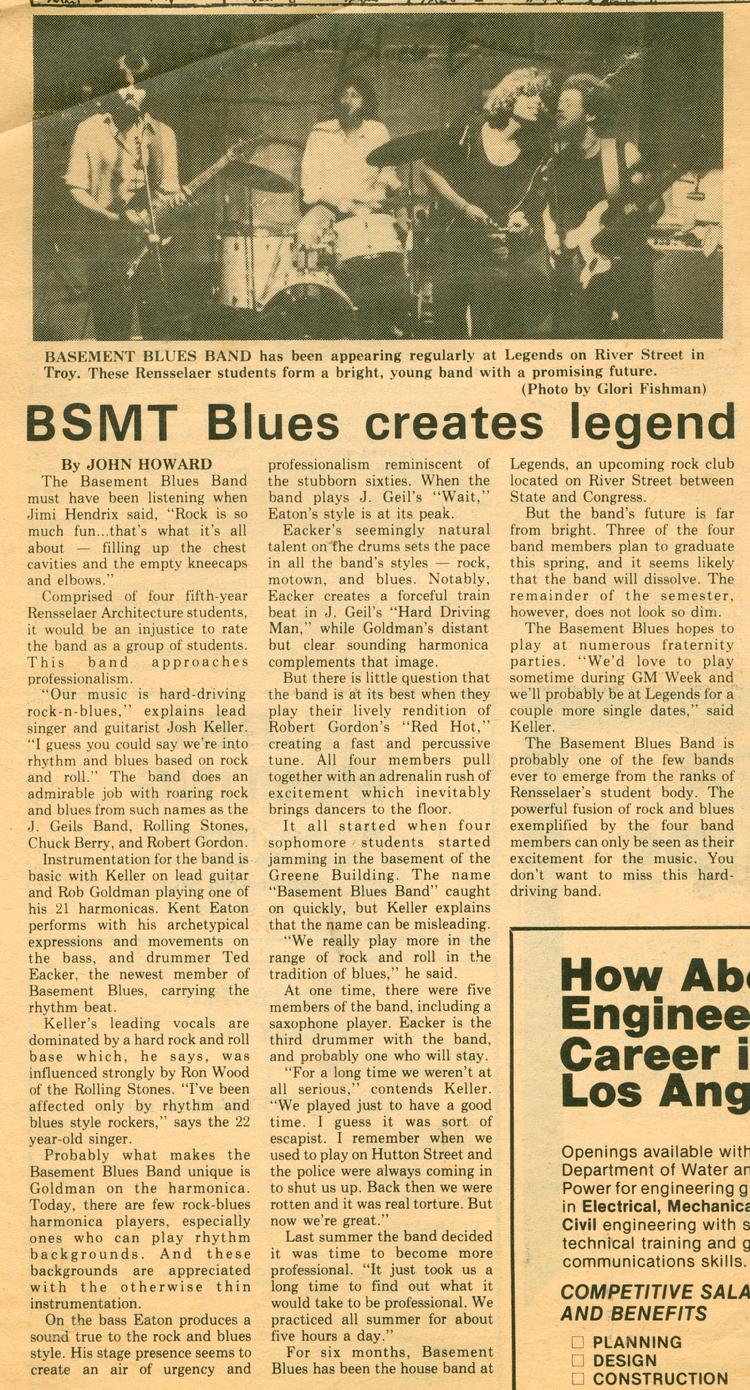 BASEMENT BLUES BAND has been appearing regularly at Legends on River Street in
Troy. These Rensselaer students form a bright, young band with a promising future.
(Photo by Glori Fishman)
BSMT Blues creates legend
By JOHN HOWARD
The Basement Blues Band
must have been listening when
Jimi Hendrix said, "Rock is so
much fun...that's what it's all
about — filling up the chest
cavities and the empty kneecaps
and elbows."
Comprised of four fifth-year
Rensselaer Architecture students,
it would be an injustice to rate
the band as a group of students.
This band approaches
professionalism.
"Our music is hard-driving
rock-n-blues," explains lead
singer and guitarist Josh Keller.
"I guess you could say we're into
rhythm and blues based on rock
and roll." The band does an
admirable job with roaring rock
and blues from such names as the
J. Geils Band, Rolling Stones,
Chuck Berry, and Robert Gordon.
Instrumentation for the band is
basic with Keller on lead guitar
and Rob Goldman playing one of
his 21 harmonicas. Kent Eaton
performs with his archetypical
expressions and movements on
the bass, and drummer Ted
Eacker, the newest member of
Basement Blues, carrying the
rhythm beat.
Keller's leading vocals are
dominated by a hard rock and roll
base which, he says, was
influenced strongly by Ron Wood
of the Rolling Stones. "I've been
affected only by rhythm and
blues style rockers," says the 22
year-old singer.
Probably what makes the
Basement Blues Band unique is
Goldman on the harmonica.
Today, there are few rock-blues
harmonica players, especially
ones who can play rhythm
backgrounds. And these
backgrounds are appreciated
with the otherwise thin
instrumentation.
On the bass Eaton produces a
sound true to the rock and blues
style. His stage presence seems to
create an air of urgency and
professionalism reminiscent of
the stubborn sixties. When the
band plays J. Geil's "Wait,"
Eaton's style is at its peak.
Eacker's seemingly natural
talent on the drums sets the pace
in all the band's styles — rock,
motown, and blues. Notably,
Eacker creates a forceful train
beat in J. Geil's "Hard Driving
Man," while Goldman's distant
but clear sounding harmonica
complements that image.
But there is little question that
the band is at its best when they
play their lively rendition of
Robert Gordon's "Red Hot,"
creating a fast and percussive
tune. All four members pull
together with an adrenalin rush of
excitement which inevitably
brings dancers to the floor.
It all started when four
sophomore students started
jamming in the basement of the
Greene Building. The name
"Basement Blues Band" caught
on quickly, but Keller explains
that the name can be misleading.
"We really play more in the
range of rock and roll in the
tradition of blues," he said.
At one time, there were five
members of the band, including a
saxophone player. Eacker is the
third drummer with the band,
and probably one who will stay.
"For a long time we weren't at
all serious," contends Keller.
"We played just to have a good
time. I guess it was sort of
escapist. I remember when we
used to play on Hutton Street and
the police were always coming in
to shut us up. Back then we were
rotten and it was real torture. But
now we're great."
Last summer the band decided
it was time to become more
professional. "It just took us a
long time to find out what it
would take to be professional. We
practiced all summer for about
five hours a day."
For six months, Basement
Blues has been the house band at
Legends, an upcoming rock club
located on River Street between
State and Congress.
But the band's future is far
from bright. Three of the four
band members plan to graduate
this spring, and it seems likely
that the band will dissolve. The
remainder of the semester,
however, does not look so dim.
The Basement Blues hopes to
play at numerous fraternity
parties. "We'd love to play
sometime during GM Week and
we'll probably be at Legends for a
couple more single dates," said
Keller.
The Basement Blues Band is
probably one of the few bands
ever to emerge from the ranks of
Rensselaer's student body. The
powerful fusion of rock and blues
exemplified by the four band
members can only be seen as their
excitement for the music. You
don't want to miss this hard-
driving band.
How Abo
Enginee
Career i
Los Ang
Openings available with
Department of Water an
Power for engineering g
in Electrical, Mechanica
Civil engineering with s
technical training and g
communications skills.
COMPETITIVE SALA
AND BENEFITS
☐ PLANNING
☐ DESIGN
☐ CONSTRUCTION